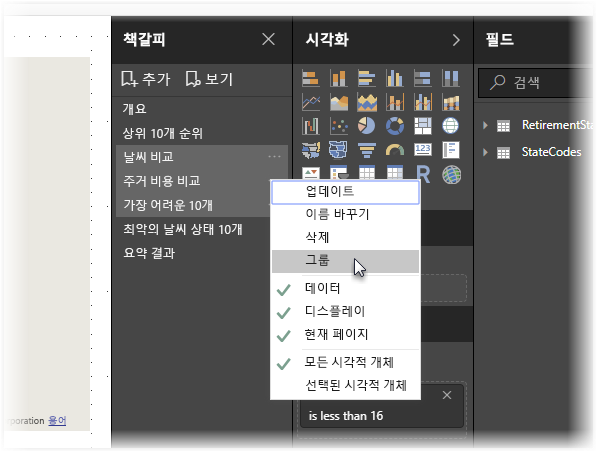 책갈피
시각화
필드
추가
보기
검색
개요
상위 10개 순위
날씨 비교
주거 비용 비교
가장 어려운 10개
최악의 날씨 상태 10개
요약 결과
123
R
StateCodes
업데이트
이름 바꾸기
삭제
그룹
데이터
디스플레이
현재 페이지
모든 시각적 개체
선택된 시각적 개체
is less than 16
poration 용어
RetirementSta